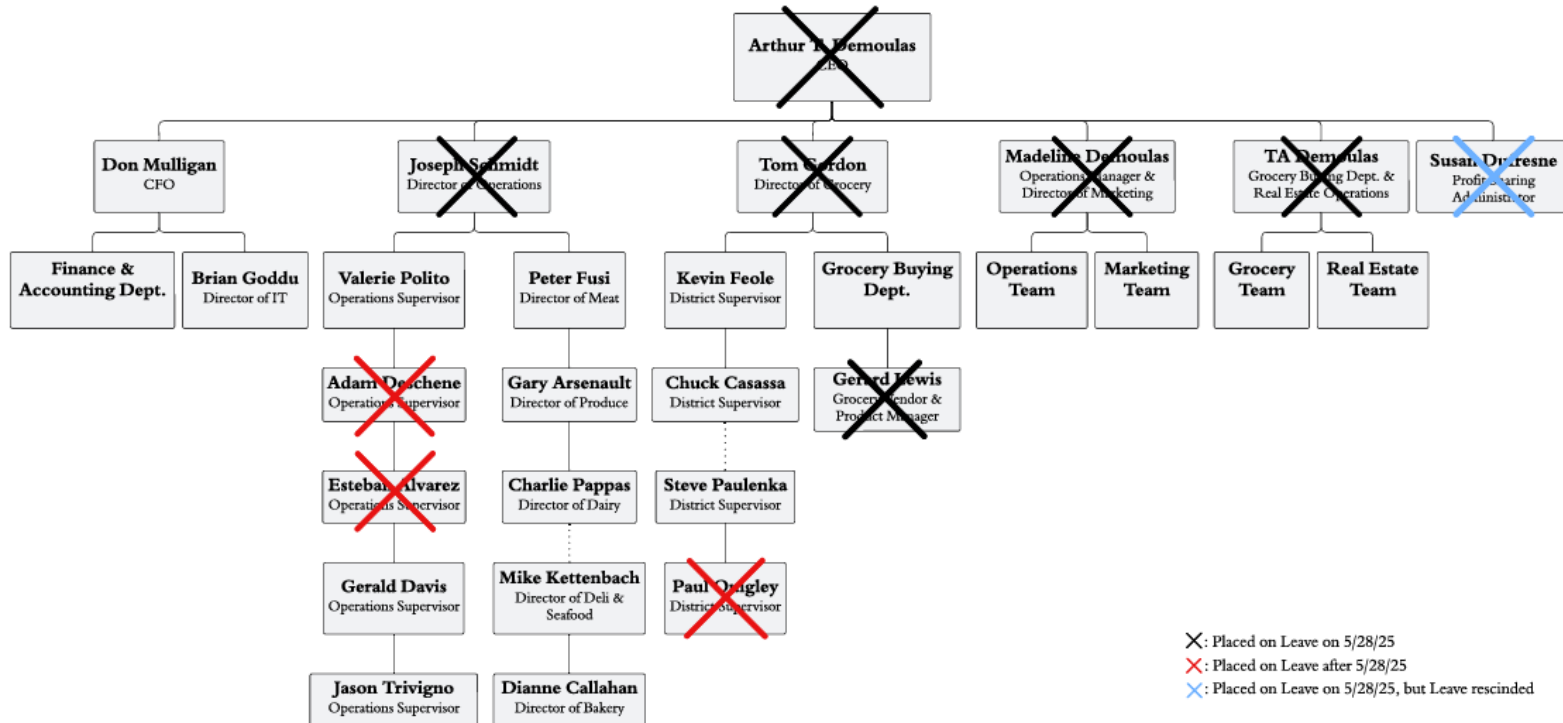 Arthur T. Demoulas
CEO
Don Mulligan
CFO
Joseph Schmidt
Director of Operations
Tom Gordon
Director of Grocery
Madeline Demoulas
Operations Manager &
Director of Marketing
TA Demoulas
Grocery Buying Dept. &
Real Estate Operations
Susan Dufresne
Profit Sharing
Administrator
Finance &
Accounting Dept.
Brian Goddu
Director of IT
Valerie Polito
Operations Supervisor
Peter Fusi
Director of Meat
Kevin Feole
District Supervisor
Grocery Buying
Dept.
Operations
Team
Marketing
Team
Grocery
Team
Real Estate
Team
Adam Deschene
Operations Supervisor
Gary Arsenault
Director of Produce
Chuck Casassa
District Supervisor
Gerard Lewis
Grocery Vendor &
Product Manager
Esteban Alvarez
Operations Supervisor
Charlie Pappas
Director of Dairy
Steve Paulenka
District Supervisor
Gerald Davis
Operations Supervisor
Mike Kettenbach
Director of Deli &
Seafood
Paul Quigley
District Supervisor
Jason Trivigno
Operations Supervisor
Dianne Callahan
Director of Bakery
: Placed on Leave on 5/28/25
: Placed on Leave after 5/28/25
: Placed on Leave on 5/28/25, but Leave rescinded